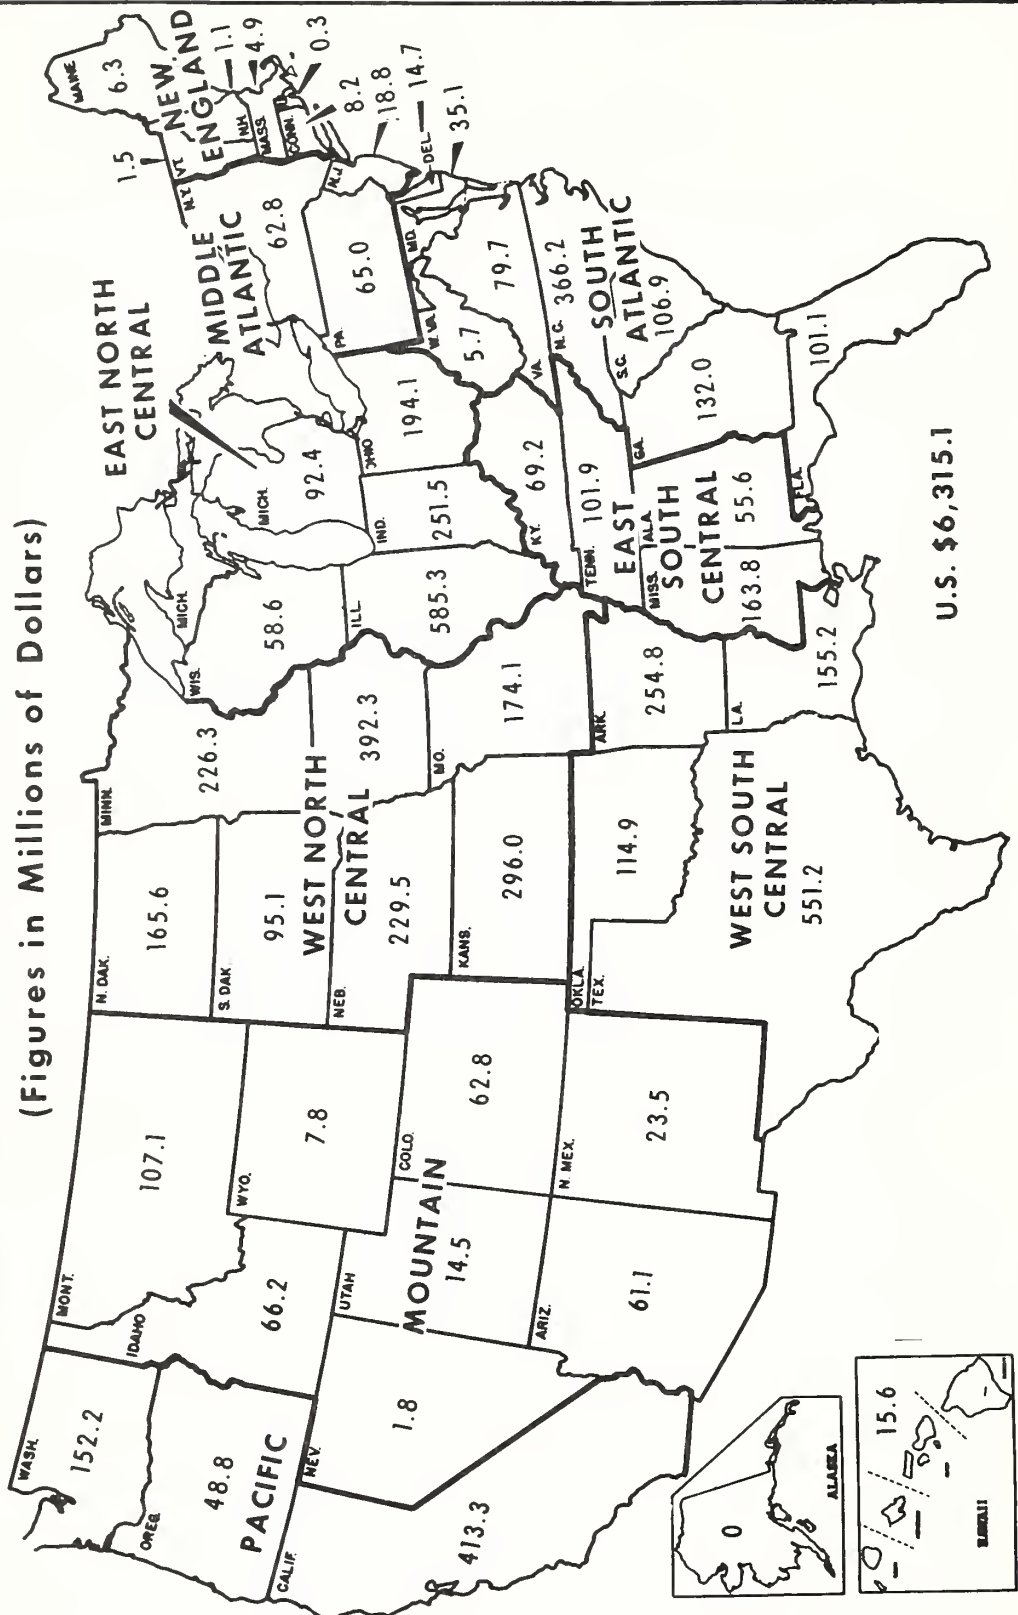 (Figures in Millions of Dollars)
WASH.
152.2
OREG.
48.8
PACIFIC
CALIF.
413.3
NEV.
1.8
IDAHO
66.2
MONT.
107.1
WYO.
7.8
UTAH
14.5
MOUNTAIN
COLO.
62.8
ARIZ.
61.1
N. MEX.
23.5
N. DAK.
165.6
S. DAK.
95.1
WEST NORTH
CENTRAL
NEB.
229.5
KANS.
296.0
MINN.
226.3
392.3
MO.
174.1
OKLA.
114.9
TEX.
WEST SOUTH
CENTRAL
551.2
ARK.
254.8
LA.
155.2
WIS.
58.6
MICH.
MICH.
92.4
EAST NORTH
CENTRAL
ILL.
585.3
IND.
251.5
OHIO
194.1
KY.
69.2
TENN.
101.9
EAST
SOUTH
CENTRAL
MISS.
163.8
ALA.
55.6
MIDDLE
ATLANTIC
N.Y.
62.8
PA.
65.0
N.J.
18.8
NEW
ENGLAND
MAINE
6.3
VT.
1.5
N.H.
1.1
MASS.
4.9
R.I.
0.3
CONN.
8.2
DEL.
14.7
MD.
35.1
W.VA.
5.7
VA.
79.7
N.C.
366.2
SOUTH
ATLANTIC
S.C.
106.9
GA.
132.0
FLA.
101.1
ALASKA
0
HAWAII
15.6
U.S. $6,315.1